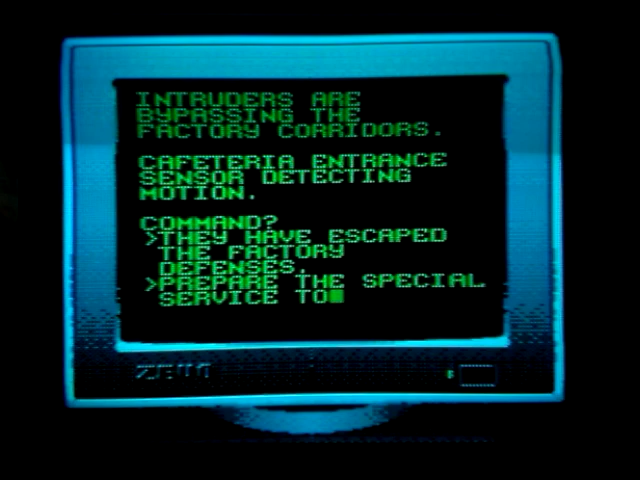 INTRUDERS ARE
BYPASSING THE
FACTORY CORRIDORS.
CAFETERIA ENTRANCE
SENSOR DETECTING
MOTION.
COMMAND?
>THEY HAVE ESCAPED
THE FACTORY
DEFENSES.
>PREPARE THE SPECIAL
SERVICE TO